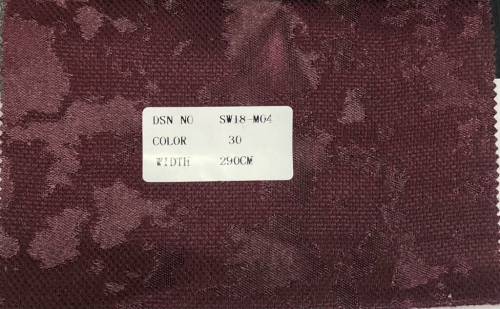 DSN NO SW18-M04
COLOR 30
WIDTH 290CM